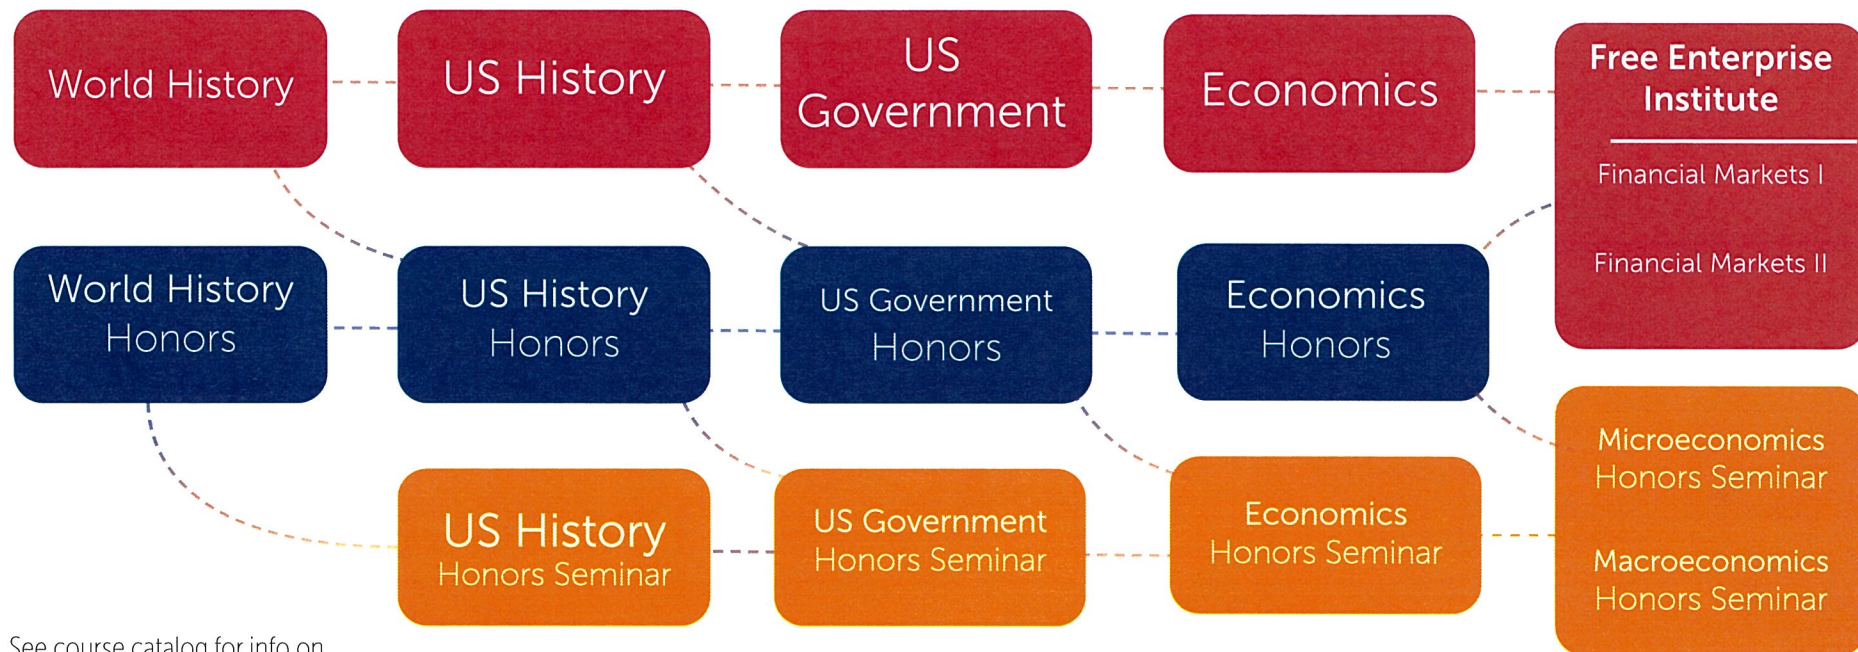 World History
US History
US
Government
Economics
Free Enterprise
Institute
Financial Markets I
Financial Markets II
World History
Honors
US History
Honors
US Government
Honors
Economics
Honors
US History
Honors Seminar
US Government
Honors Seminar
Economics
Honors Seminar
Microeconomics
Honors Seminar
Macroeconomics
Honors Seminar
See course catalog for info on